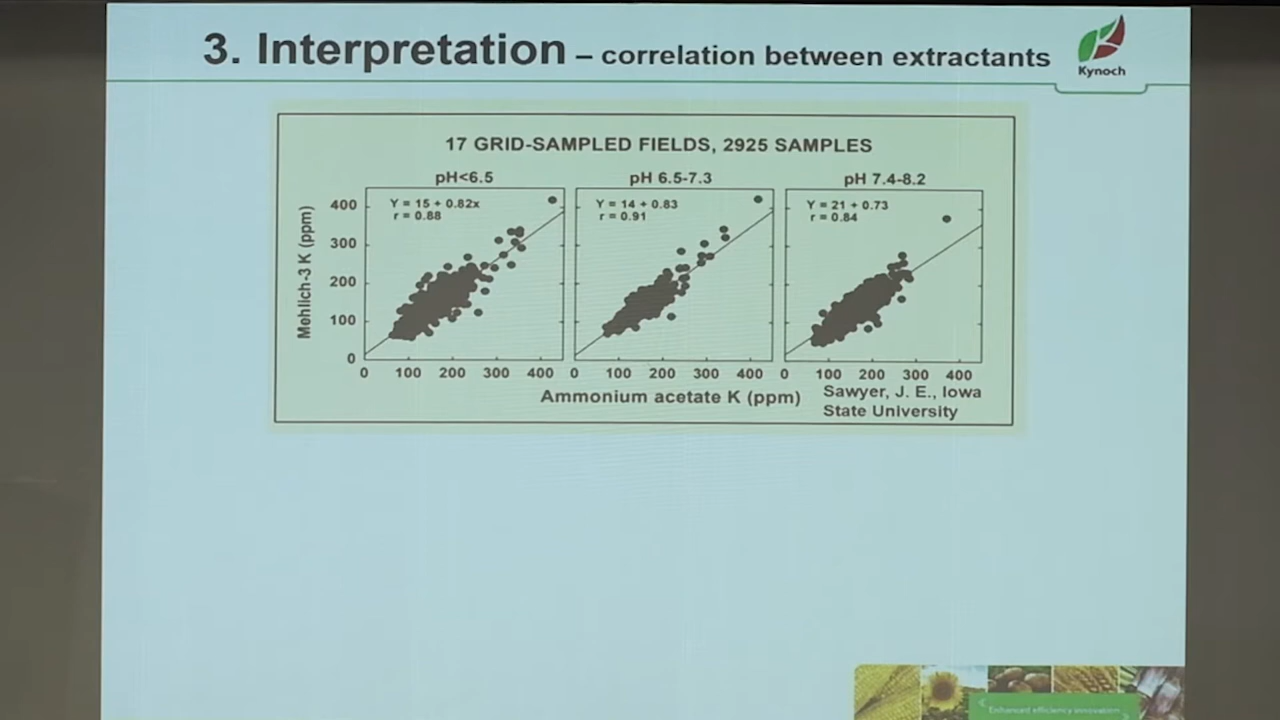 3. Interpretation – correlation between extractants
Kynoch
17 GRID-SAMPLED FIELDS, 2925 SAMPLES
pH<6.5
pH 6.5-7.3
pH 7.4-8.2
Y = 15 + 0.82x
r = 0.88
Y = 14 + 0.83
r = 0.91
Y = 21 + 0.73
r = 0.84
Mehlich-3 K (ppm)
400
300
200
100
0
0 100 200 300 400
0 100 200 300 400
0 100 200 300 400
Ammonium acetate K (ppm)
Sawyer, J. E., Iowa
State University
Enhanced efficiency innovation